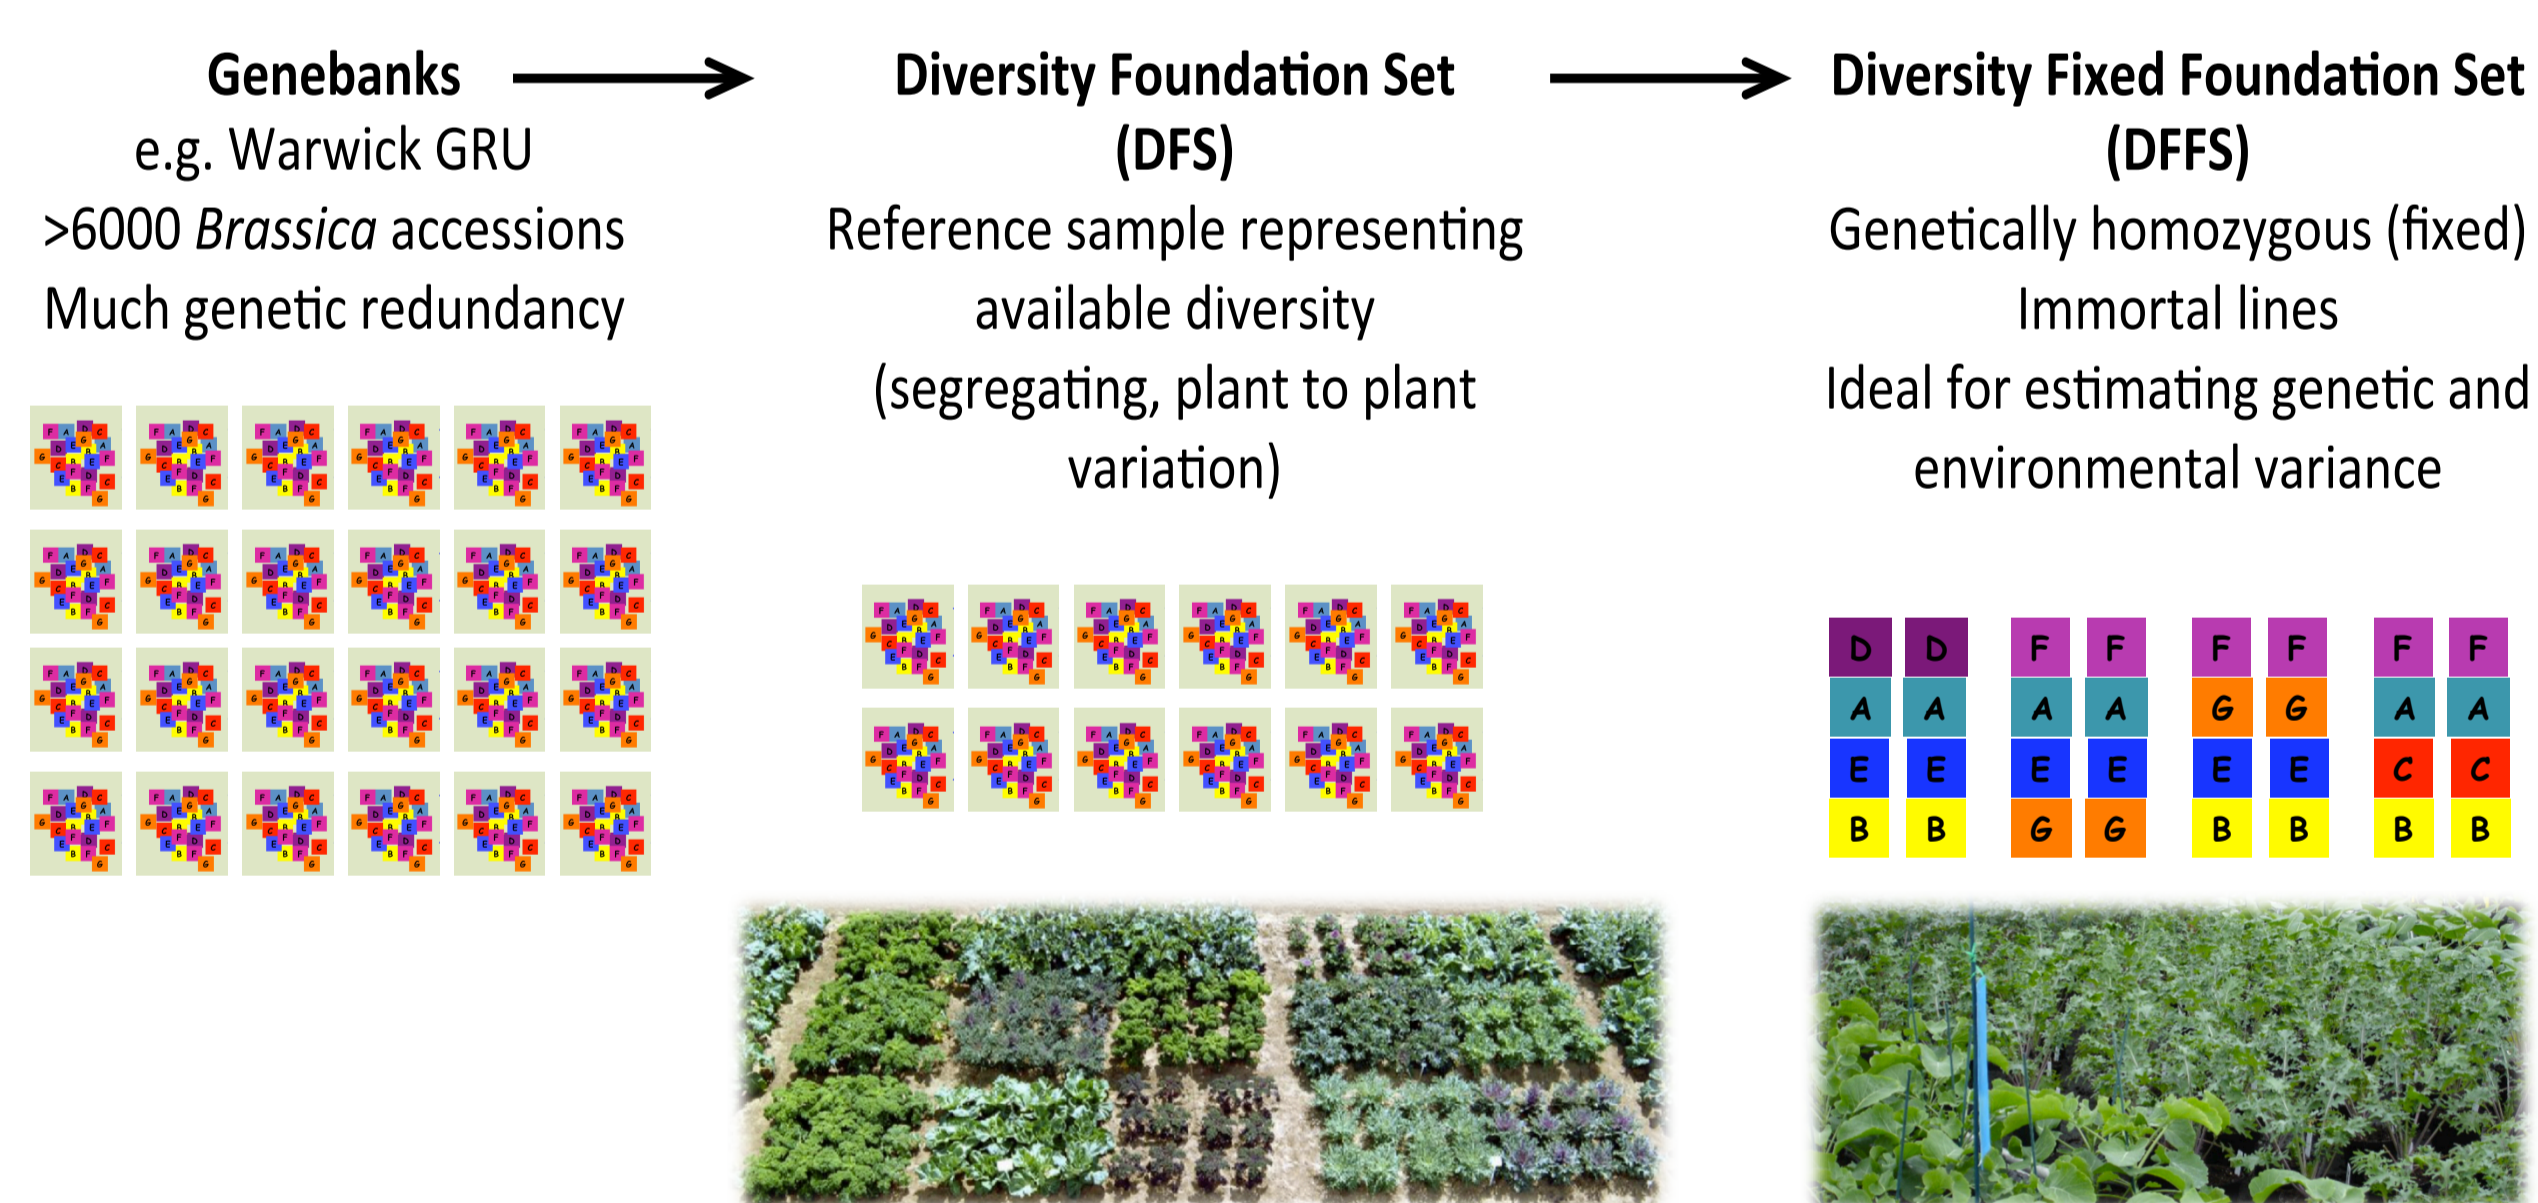 Genebanks
e.g. Warwick GRU
>6000 Brassica accessions
Much genetic redundancy
Diversity Foundation Set
(DFS)
Reference sample representing
available diversity
(segregating, plant to plant
variation)
Diversity Fixed Foundation Set
(DFFS)
Genetically homozygous (fixed)
Immortal lines
Ideal for estimating genetic and
environmental variance
D D F F F F F F
A A A A G G A A
E E E E E E C C
B B G G B B B B